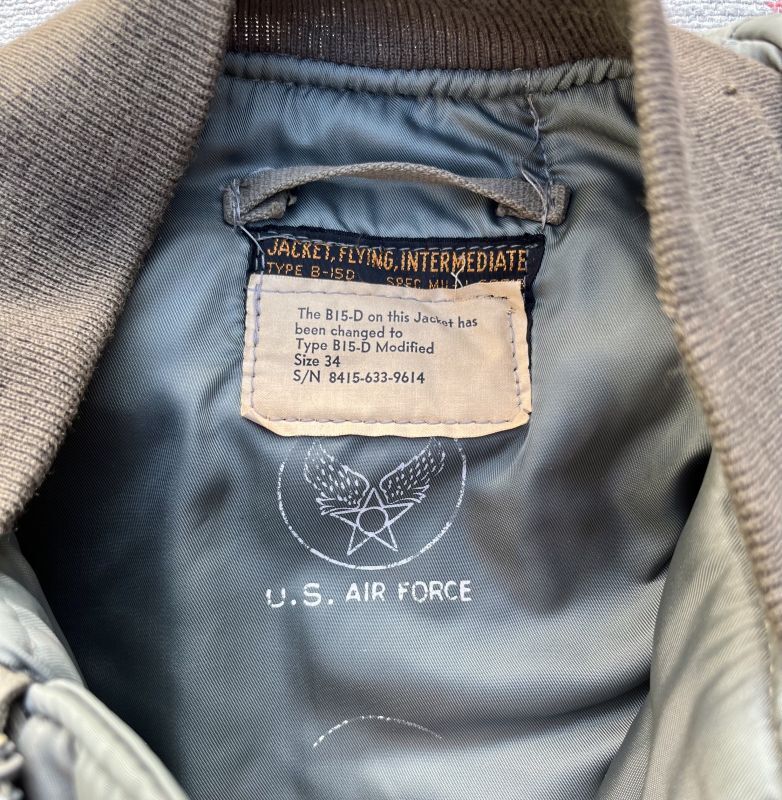 JACKET, FLYING, INTERMEDIATE
TYPE B-15D SPEC
The B15-D on this Jacket has
been changed to
Type B15-D Modified
Size 34
S/N 8415-633-9614
U.S. AIR FORCE